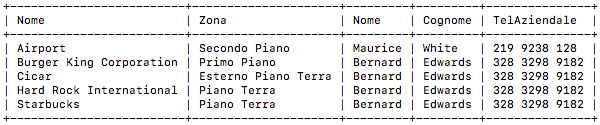 Nome Zona Nome Cognome TelAziendale
Airport Secondo Piano Maurice White 219 9238 128
Burger King Corporation Primo Piano Bernard Edwards 328 3298 9182
Cicar Esterno Piano Terra Bernard Edwards 328 3298 9182
Hard Rock International Piano Terra Bernard Edwards 328 3298 9182
Starbucks Piano Terra Bernard Edwards 328 3298 9182